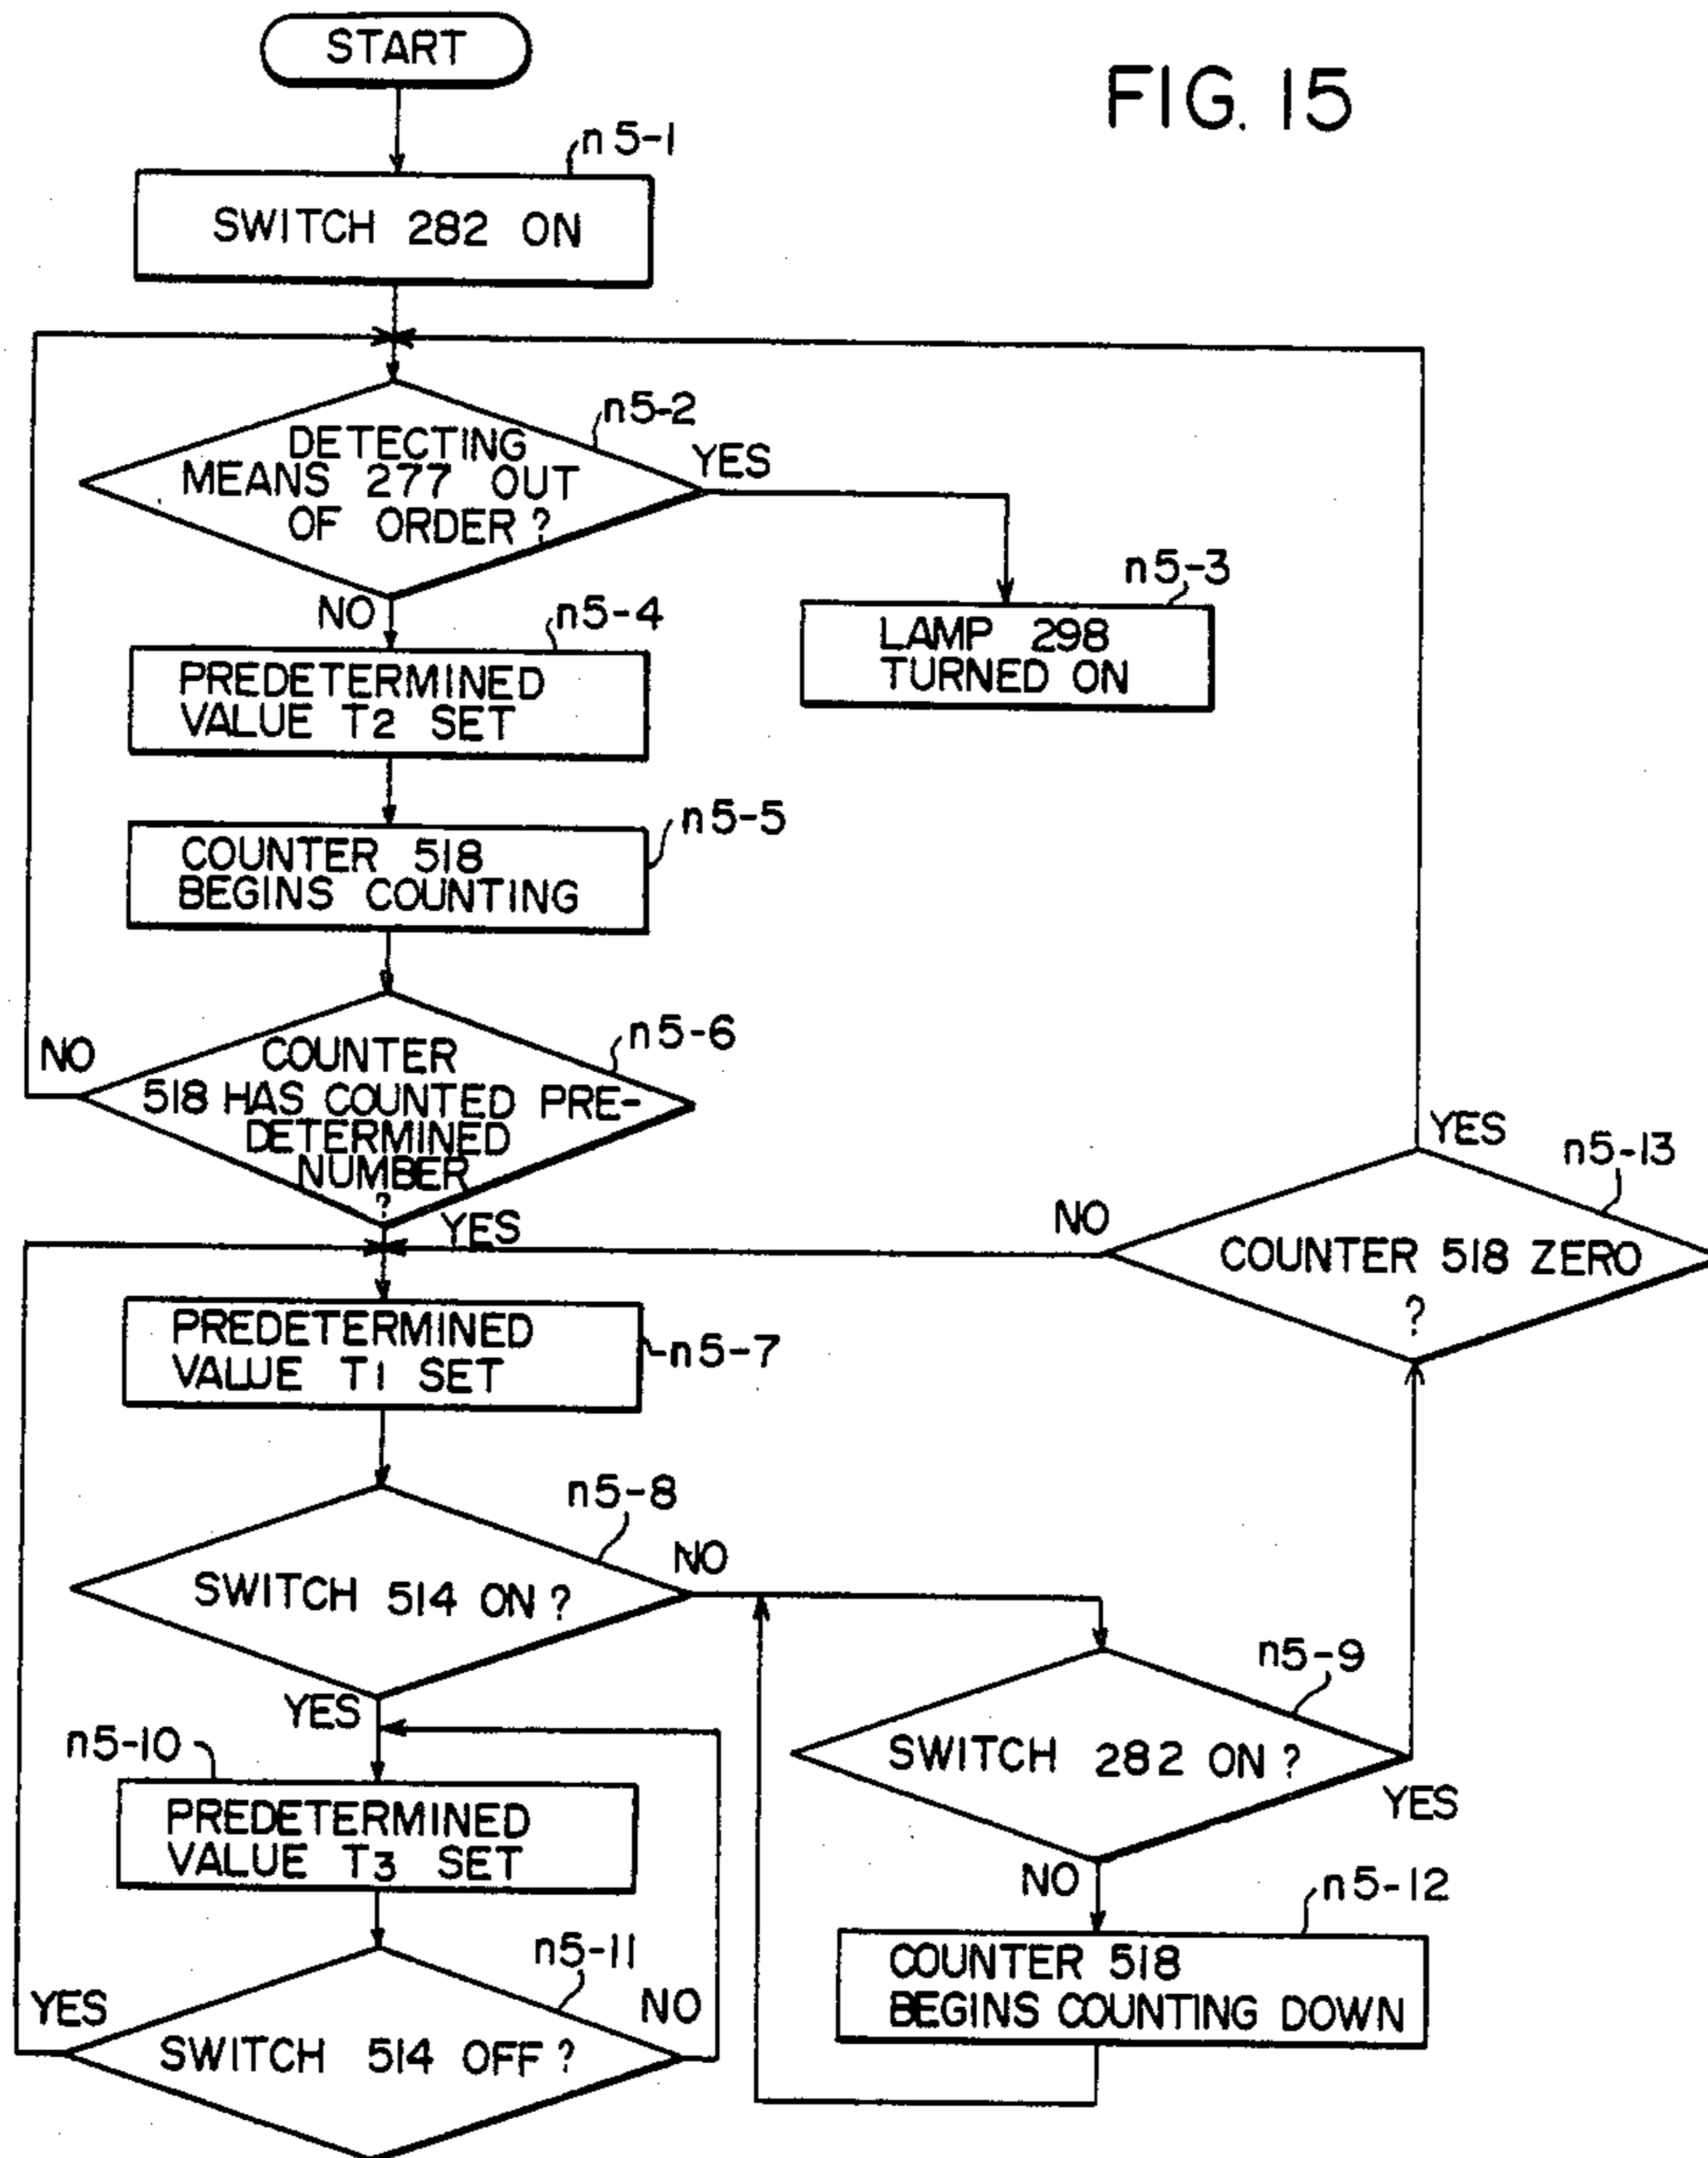 START
FIG. 15
n5-1
SWITCH 282 ON
n5-2
DETECTING
MEANS 277 OUT
OF ORDER?
YES
NO
n5-3
LAMP 298
TURNED ON
n5-4
PREDETERMINED
VALUE T2 SET
n5-5
COUNTER 518
BEGINS COUNTING
n5-6
NO
COUNTER
518 HAS COUNTED PRE-
DETERMINED
NUMBER
?
YES
YES
n5-13
NO
COUNTER 518 ZERO
?
PREDETERMINED
VALUE T1 SET
n5-7
n5-8
NO
SWITCH 514 ON?
YES
n5-9
SWITCH 282 ON?
YES
NO
n5-10
PREDETERMINED
VALUE T3 SET
n5-12
COUNTER 518
BEGINS COUNTING DOWN
n5-11
YES
NO
SWITCH 514 OFF?